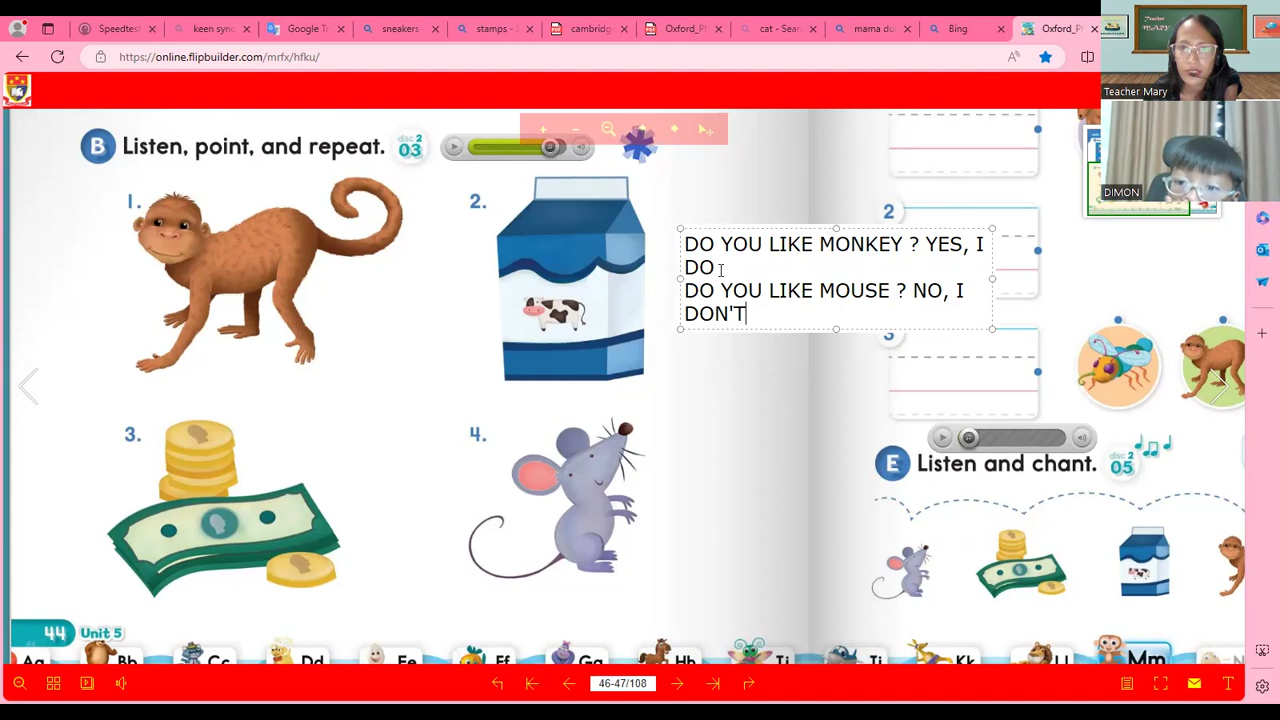 Speedtest
keen sync
Google Tr
sneakers
stamps -
cambridg
Oxford_Pl
cat - Sear
mama du
Bing
Oxford_Pl
https://online.flipbuilder.com/mrfx/hfku/
Teacher Mary
DIMON
B Listen, point, and repeat. disc 2 03
1.
2.
2
DO YOU LIKE MONKEY ? YES, I
DO
DO YOU LIKE MOUSE ? NO, I
DON'T
3
3.
4.
E Listen and chant. disc 2 05
44 Unit 5
Aa Bb Cc Dd Ee Ff Gg Hh Ii Jj Kk Ll Mm
46-47/108